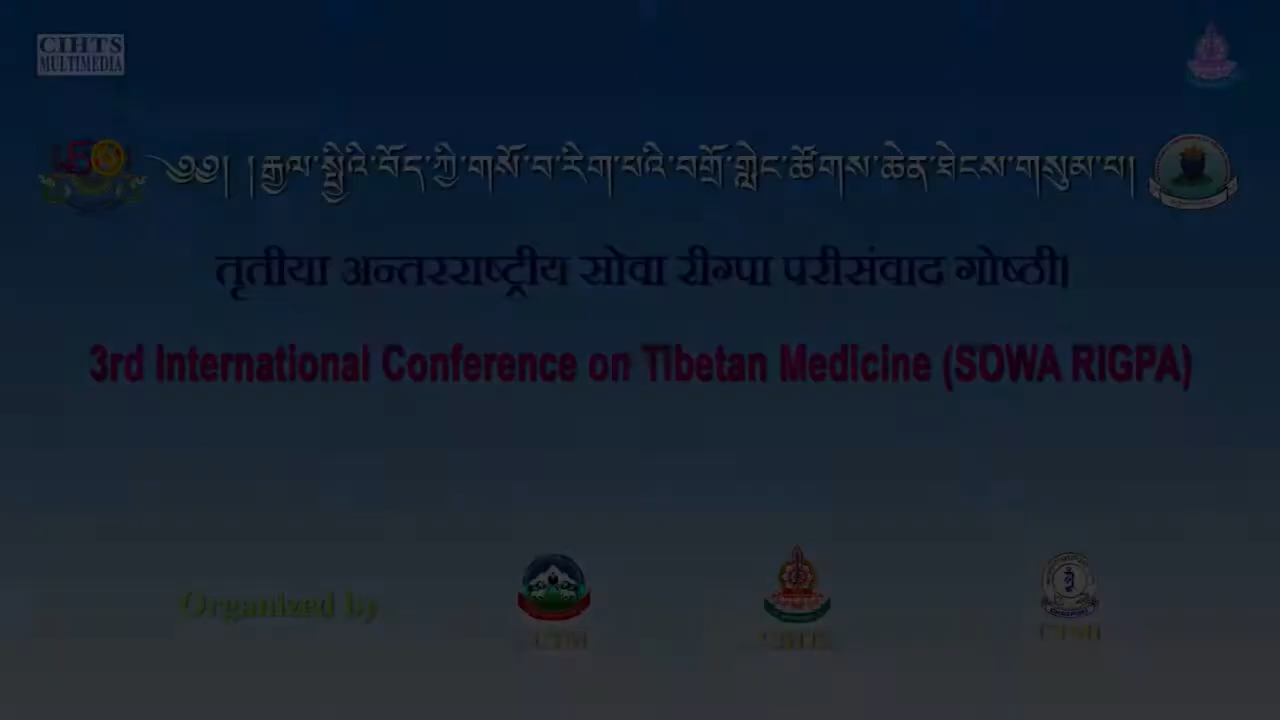 CIHTS
MULTIMEDIA
༄༅། །རྒྱལ་སྤྱིའི་བོད་ཀྱི་གསོ་བ་རིག་པའི་བགྲོ་གླེང་ཚོགས་ཆེན་ཐེངས་གསུམ་པ།
तृतीया अन्तरराष्ट्रीय सोवा रीग्पा परीसंवाद गोष्ठी।
3rd International Conference on Tibetan Medicine (SOWA RIGPA)
Organized by
CIHTS